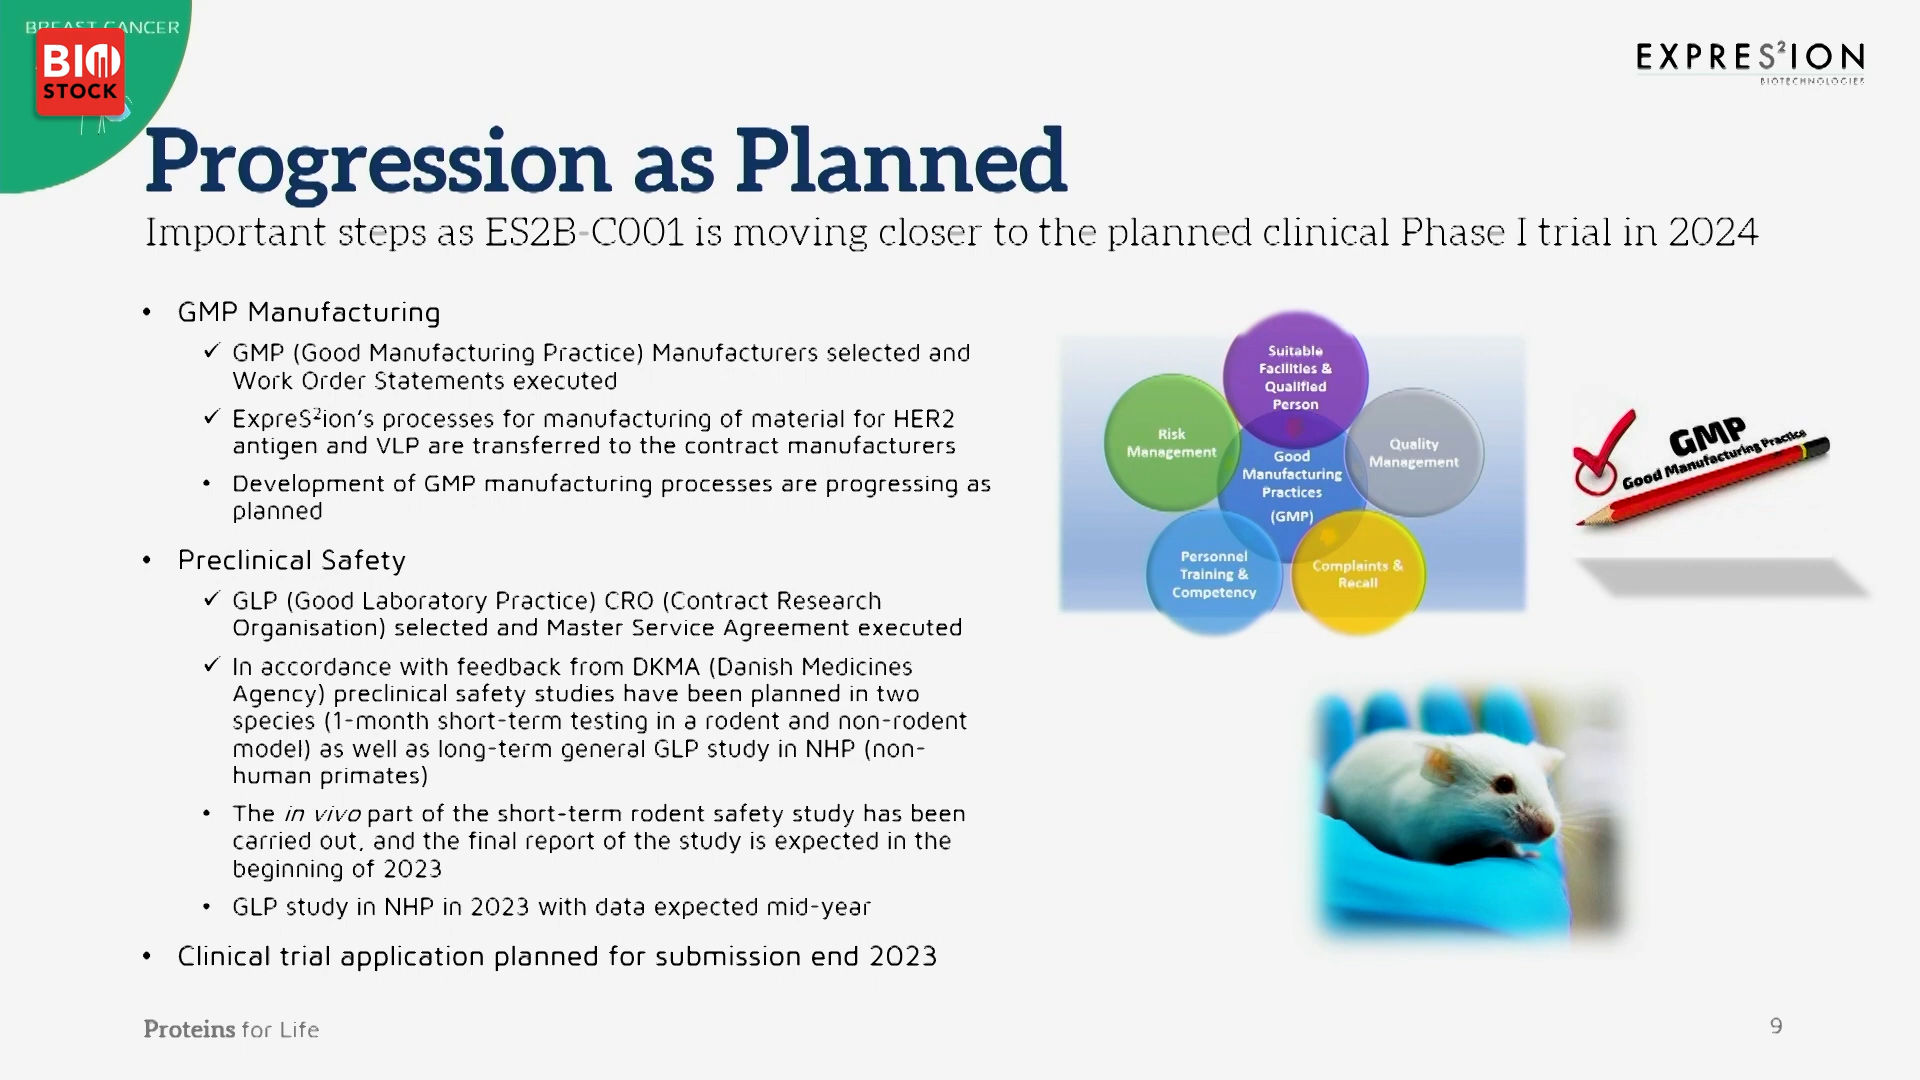 BREAST CANCER
BIO
STOCK
EXPRES²ION
BIOTECHNOLOGIES
Progression as Planned
Important steps as ES2B-C001 is moving closer to the planned clinical Phase I trial in 2024
• GMP Manufacturing
✓ GMP (Good Manufacturing Practice) Manufacturers selected and
Work Order Statements executed
✓ ExpreS²ion's processes for manufacturing of material for HER2
antigen and VLP are transferred to the contract manufacturers
• Development of GMP manufacturing processes are progressing as
planned
• Preclinical Safety
✓ GLP (Good Laboratory Practice) CRO (Contract Research
Organisation) selected and Master Service Agreement executed
✓ In accordance with feedback from DKMA (Danish Medicines
Agency) preclinical safety studies have been planned in two
species (1-month short-term testing in a rodent and non-rodent
model) as well as long-term general GLP study in NHP (non-
human primates)
• The in vivo part of the short-term rodent safety study has been
carried out, and the final report of the study is expected in the
beginning of 2023
• GLP study in NHP in 2023 with data expected mid-year
• Clinical trial application planned for submission end 2023
Suitable
Facilities &
Qualified
Person
Risk
Management
Quality
Management
Good
Manufacturing
Practices
(GMP)
Personnel
Training &
Competency
Complaints &
Recall
GMP
Good Manufacturing Practice
Proteins for Life
9